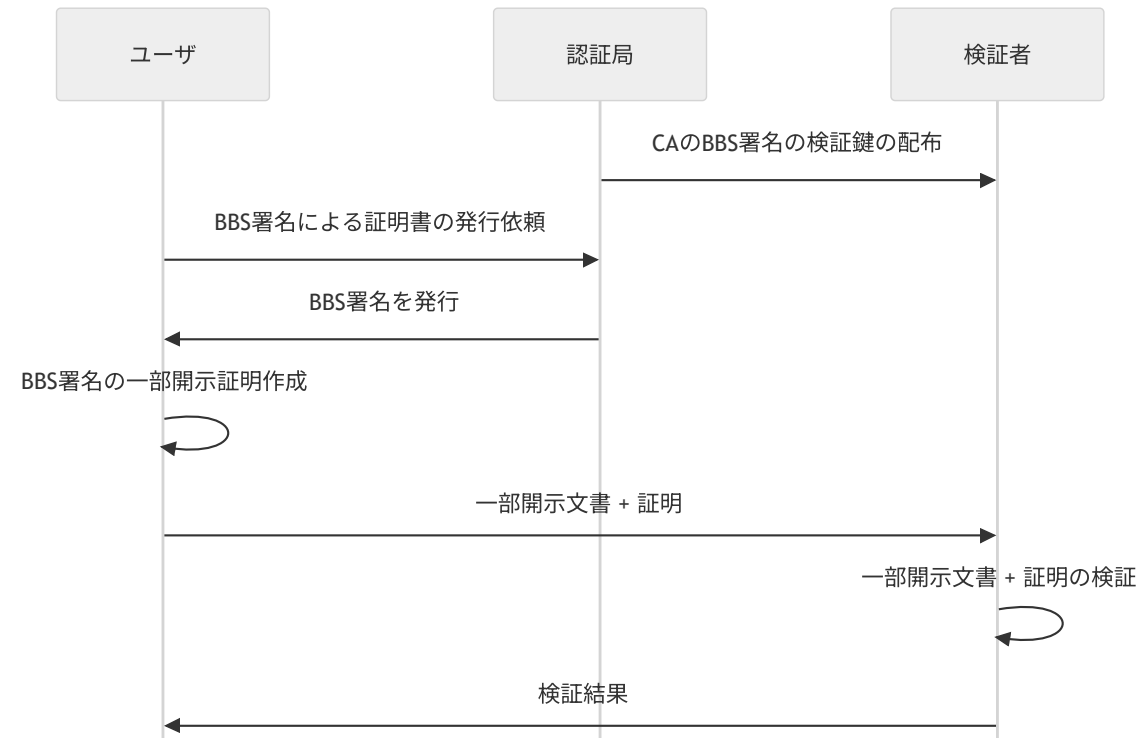 ユーザ
認証局
検証者
CAのBBS署名の検証鍵の配布
BBS署名による証明書の発行依頼
BBS署名を発行
BBS署名の一部開示証明作成
一部開示文書 + 証明
一部開示文書 + 証明の検証
検証結果